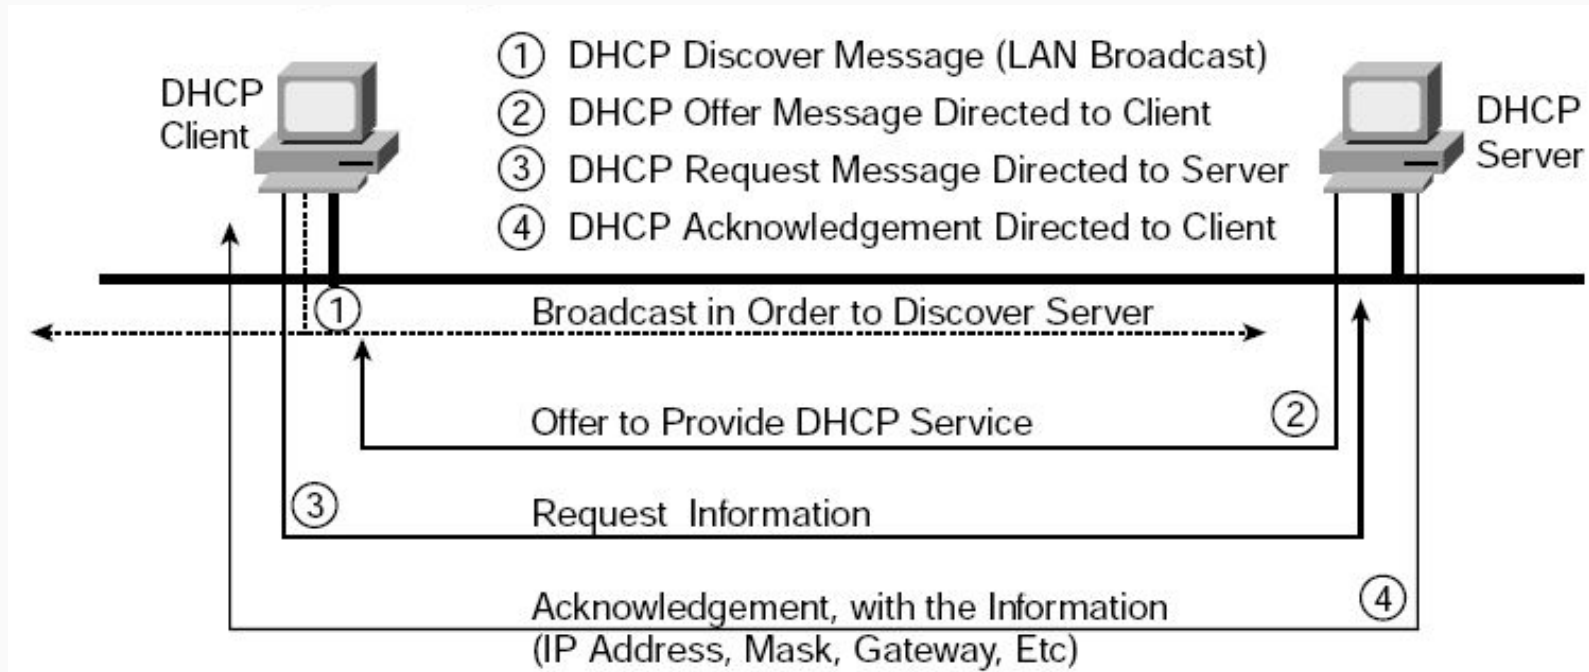 DHCP
Client
① DHCP Discover Message (LAN Broadcast)
② DHCP Offer Message Directed to Client
③ DHCP Request Message Directed to Server
④ DHCP Acknowledgement Directed to Client
DHCP
Server
① Broadcast in Order to Discover Server
Offer to Provide DHCP Service ②
③ Request Information
Acknowledgement, with the Information ④
(IP Address, Mask, Gateway, Etc)